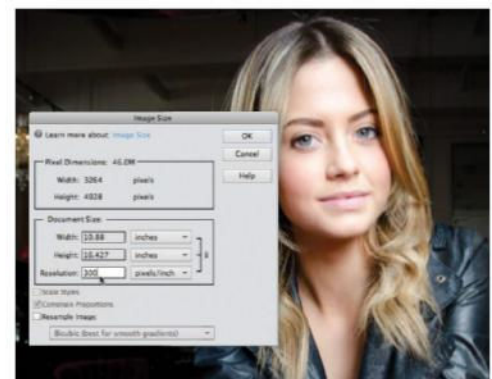 Image Size
Learn more about: Image Size
OK
Cancel
Help
Pixel Dimensions: 46.0M
Width: 3264 pixels
Height: 4928 pixels
Document Size:
Width: 10.88 inches
Height: 16.427 inches
Resolution: 300 pixels/inch
Scale Styles
Constrain Proportions
Resample Image:
Bicubic (best for smooth gradients)